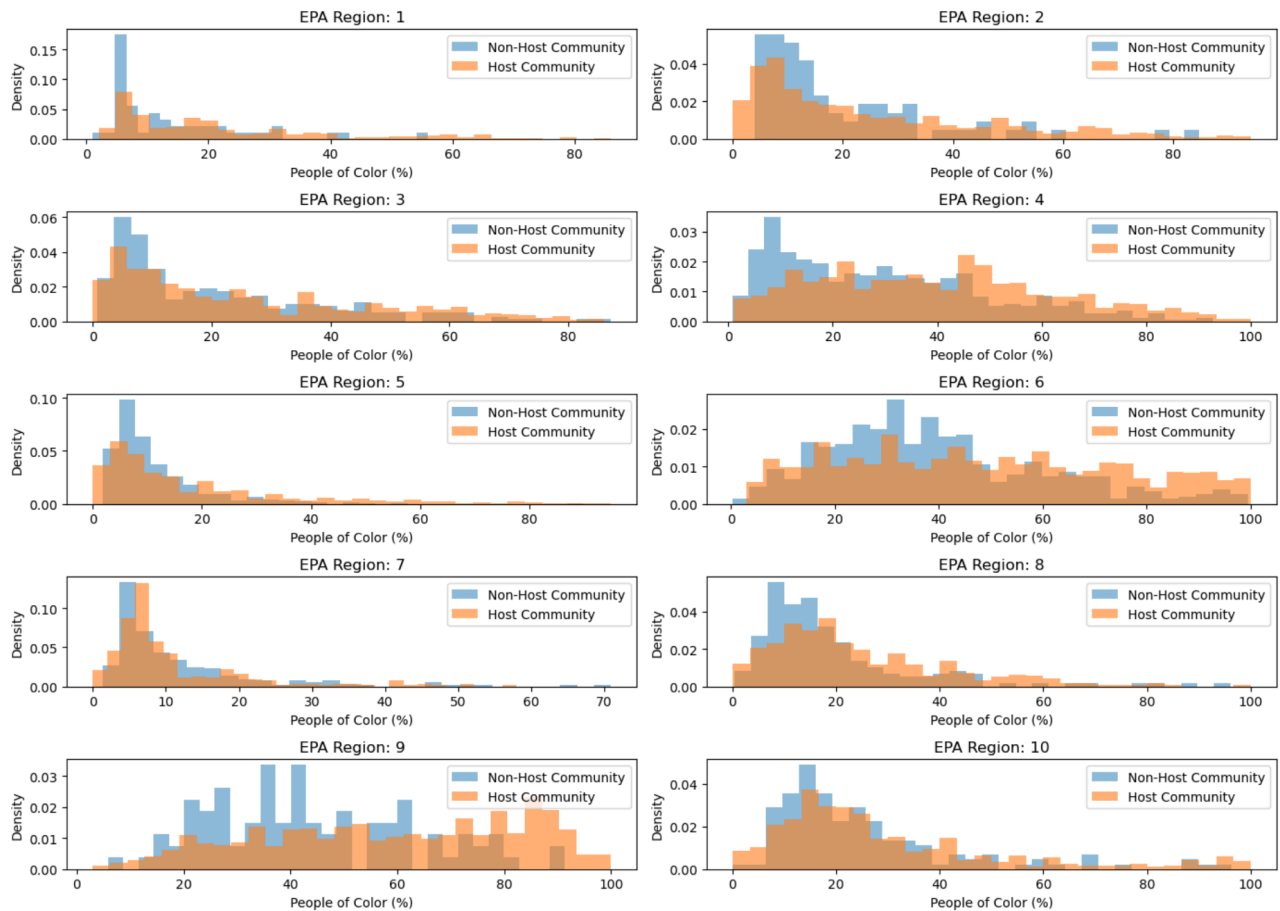 EPA Region: 1
Density
0.15
0.10
0.05
0.00
Non-Host Community
Host Community
0 20 40 60 80
People of Color (%)
EPA Region: 2
Density
0.04
0.02
0.00
Non-Host Community
Host Community
0 20 40 60 80
People of Color (%)
EPA Region: 3
Density
0.06
0.04
0.02
0.00
Non-Host Community
Host Community
0 20 40 60 80
People of Color (%)
EPA Region: 4
Density
0.03
0.02
0.01
0.00
Non-Host Community
Host Community
0 20 40 60 80 100
People of Color (%)
EPA Region: 5
Density
0.10
0.05
0.00
Non-Host Community
Host Community
0 20 40 60 80
People of Color (%)
EPA Region: 6
Density
0.02
0.01
0.00
Non-Host Community
Host Community
0 20 40 60 80 100
People of Color (%)
EPA Region: 7
Density
0.10
0.05
0.00
Non-Host Community
Host Community
0 10 20 30 40 50 60 70
People of Color (%)
EPA Region: 8
Density
0.04
0.02
0.00
Non-Host Community
Host Community
0 20 40 60 80 100
People of Color (%)
EPA Region: 9
Density
0.03
0.02
0.01
0.00
Non-Host Community
Host Community
0 20 40 60 80 100
People of Color (%)
EPA Region: 10
Density
0.04
0.02
0.00
Non-Host Community
Host Community
0 20 40 60 80 100
People of Color (%)